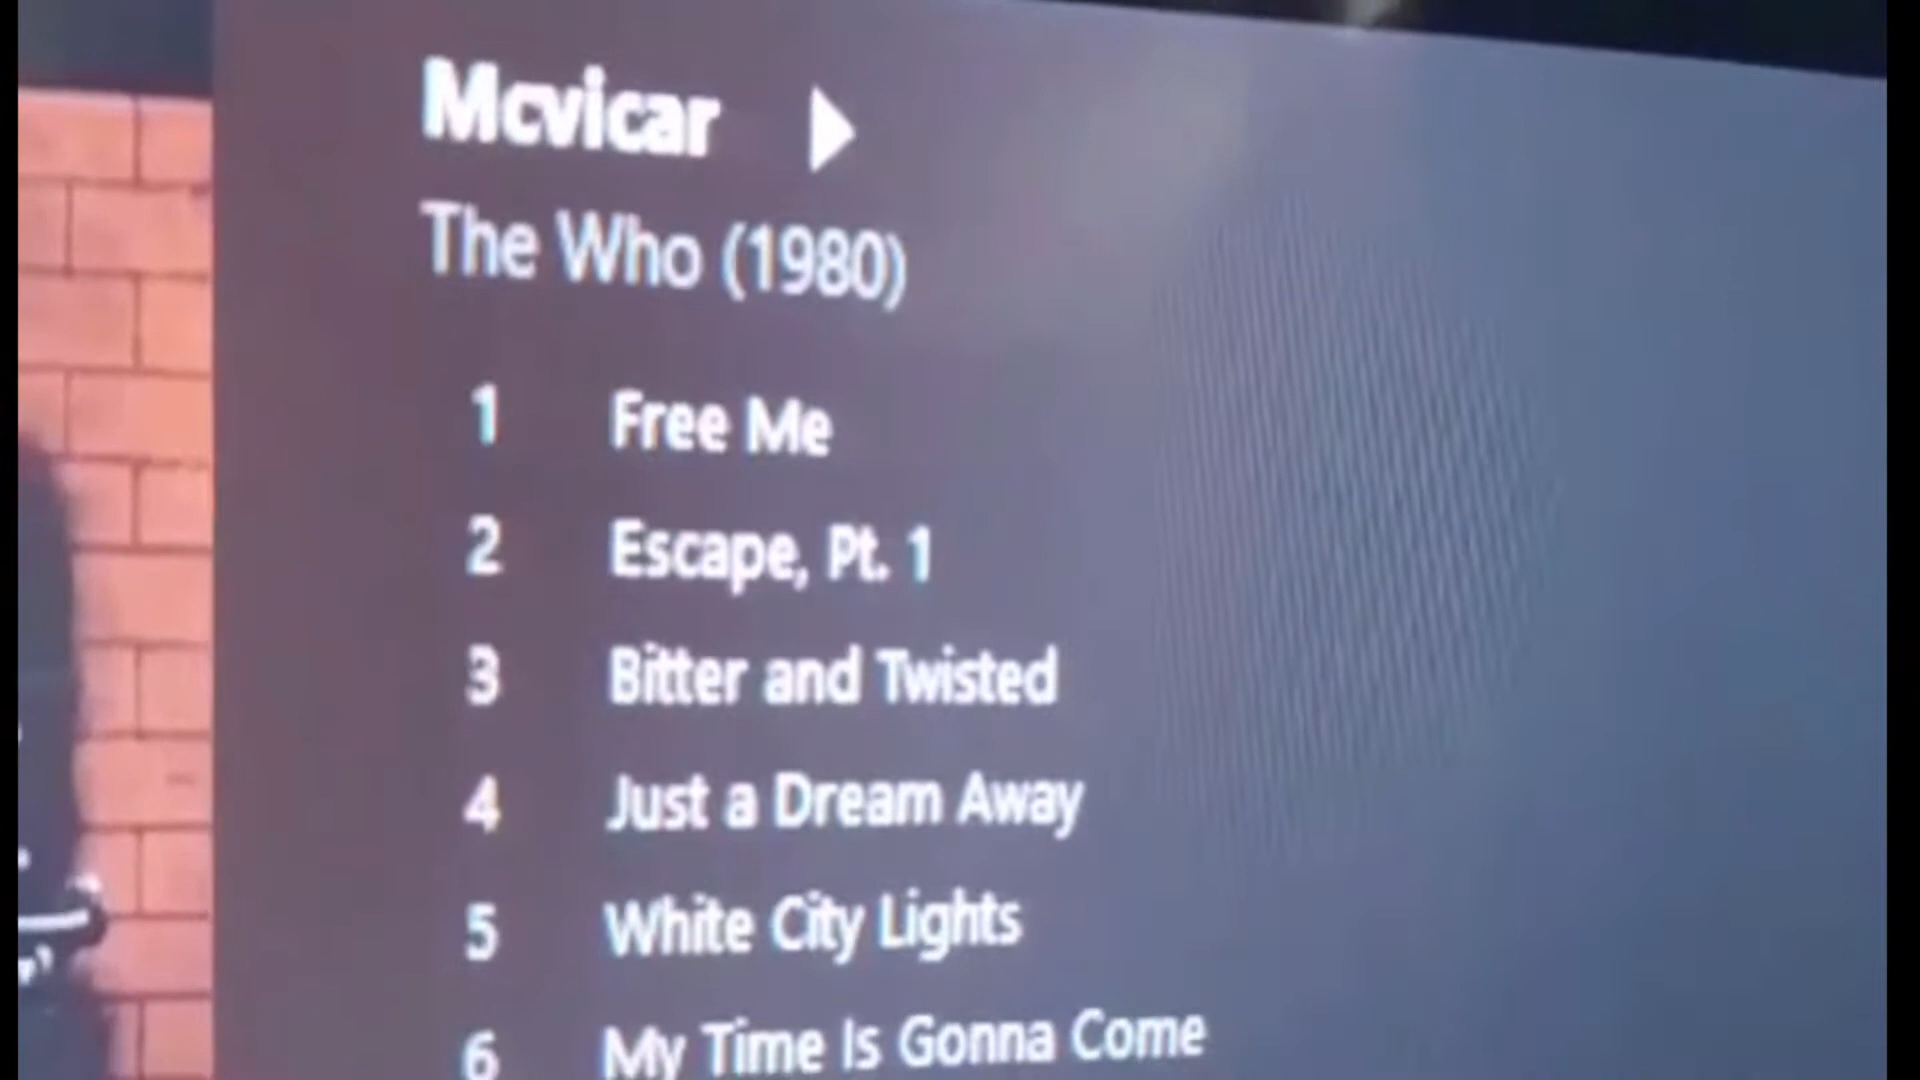 Mcvicar
The Who (1980)
1 Free Me
2 Escape, Pt. 1
3 Bitter and Twisted
4 Just a Dream Away
5 White City Lights
6 My Time Is Gonna Come